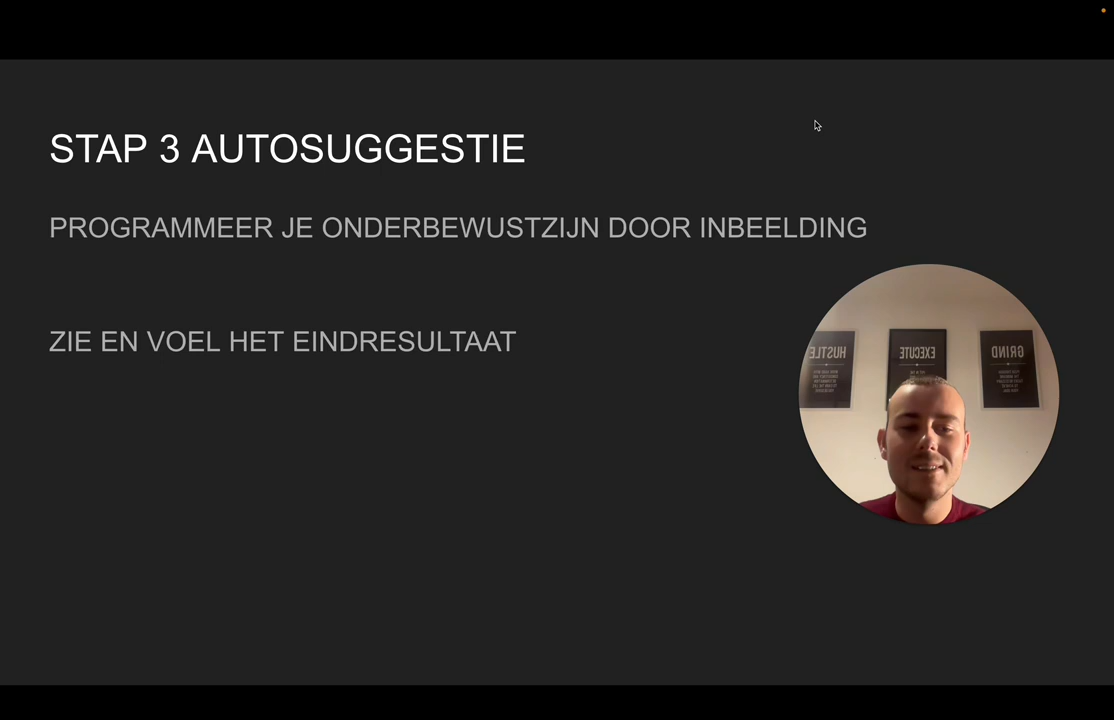 STAP 3 AUTOSUGGESTIE
PROGRAMMEER JE ONDERBEWUSTZIJN DOOR INBEELDING
ZIE EN VOEL HET EINDRESULTAAT
HUSTLE
EXECUTE
GRIND